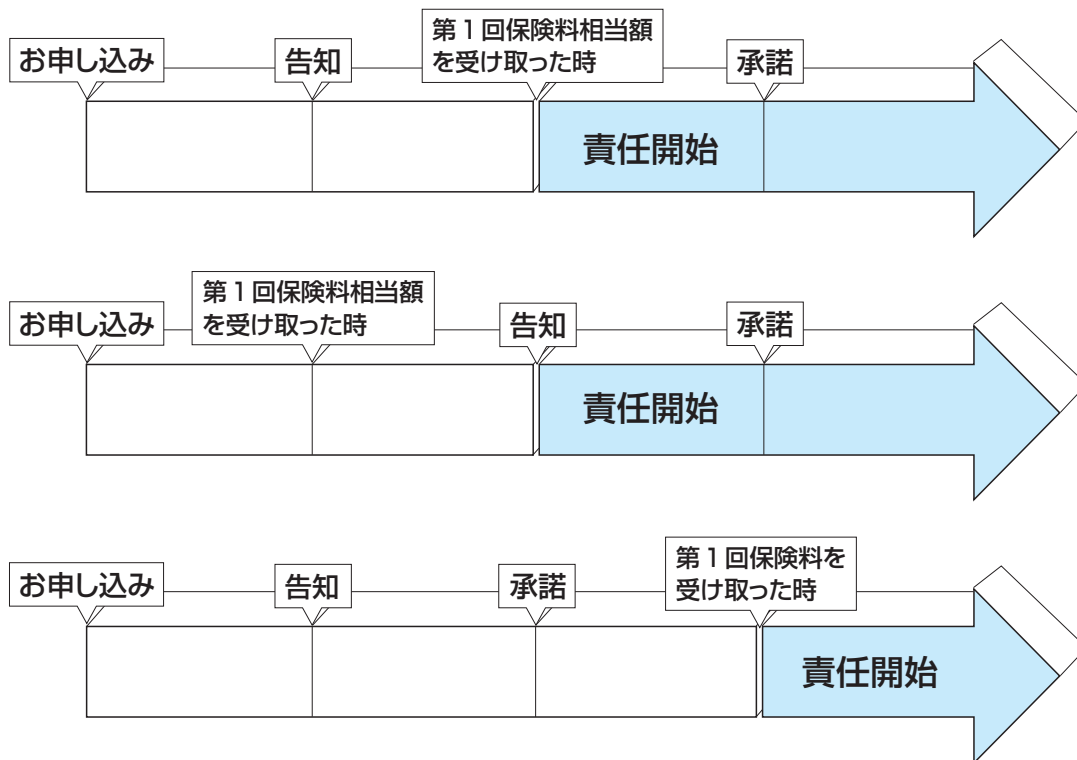 お申し込み
告知
第1回保険料相当額
を受け取った時
承諾
責任開始
お申し込み
第1回保険料相当額
を受け取った時
告知
承諾
責任開始
お申し込み
告知
承諾
第1回保険料を
受け取った時
責任開始